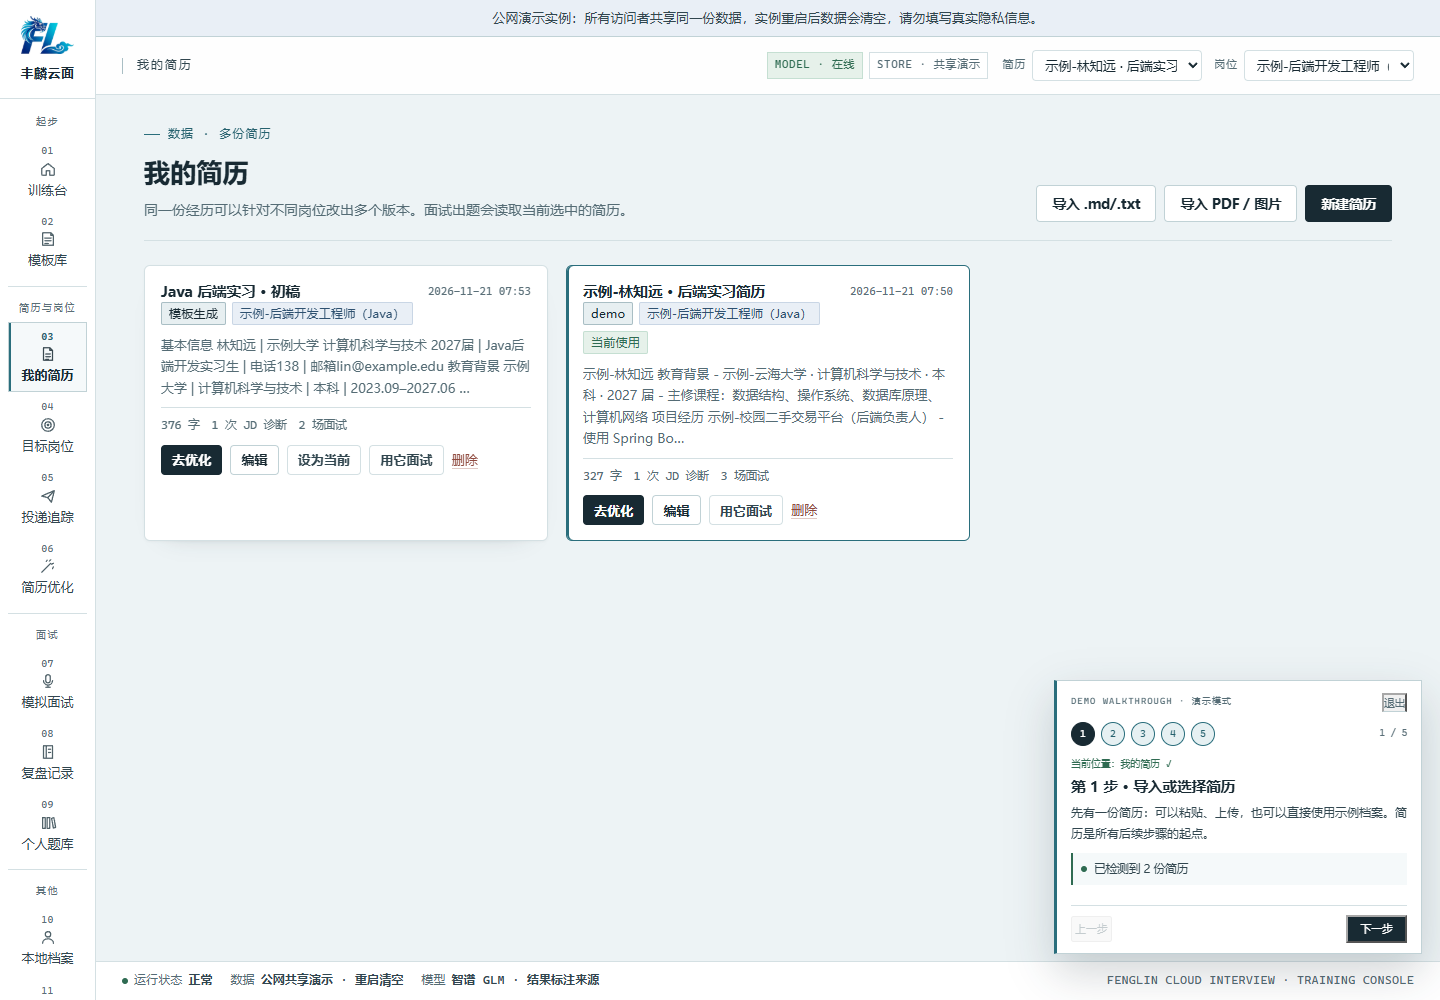 公网演示实例：所有访问者共享同一份数据，实例重启后数据会清空，请勿填写真实隐私信息。
FL
丰麟云面
我的简历
MODEL · 在线
STORE · 共享演示
简历
示例-林知远 · 后端实习
岗位
示例-后端开发工程师（
起步
01
训练台
02
模板库
简历与岗位
03
我的简历
04
目标岗位
05
投递追踪
06
简历优化
面试
07
模拟面试
08
复盘记录
09
个人题库
其他
10
本地档案
11
数据 · 多份简历
我的简历
同一份经历可以针对不同岗位改出多个版本。面试出题会读取当前选中的简历。
导入 .md/.txt
导入 PDF / 图片
新建简历
Java 后端实习 • 初稿
2026-11-21 07:53
模板生成
示例-后端开发工程师（Java）
基本信息 林知远 | 示例大学 计算机科学与技术 2027届 | Java后
端开发实习生 | 电话138 | 邮箱lin@example.edu 教育背景 示例
大学 | 计算机科学与技术 | 本科 | 2023.09–2027.06 ...
376 字 1 次 JD 诊断 2 场面试
去优化
编辑
设为当前
用它面试
删除
示例-林知远 • 后端实习简历
2026-11-21 07:50
demo
示例-后端开发工程师（Java）
当前使用
示例-林知远 教育背景 - 示例-云海大学 · 计算机科学与技术 · 本
科 · 2027 届 - 主修课程：数据结构、操作系统、数据库原理、
计算机网络 项目经历 示例-校园二手交易平台（后端负责人） -
使用 Spring Bo...
327 字 1 次 JD 诊断 3 场面试
去优化
编辑
用它面试
删除
DEMO WALKTHROUGH · 演示模式
退出
1 2 3 4 5
1 / 5
当前位置：我的简历 ✓
第 1 步 • 导入或选择简历
先有一份简历：可以粘贴、上传，也可以直接使用示例档案。简
历是所有后续步骤的起点。
已检测到 2 份简历
上一步
下一步
运行状态 正常 数据 公网共享演示 · 重启清空 模型 智谱 GLM · 结果标注来源
FENGLIN CLOUD INTERVIEW · TRAINING CONSOLE